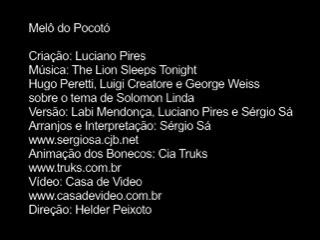 Melô do Pocotó
Criação: Luciano Pires
Música: The Lion Sleeps Tonight
Hugo Peretti, Luigi Creatore e George Weiss
sobre o tema de Solomon Linda
Versão: Labi Mendonça, Luciano Pires e Sérgio Sá
Arranjos e Interpretação: Sérgio Sá
www.sergiosa.cjb.net
Animação dos Bonecos: Cia Truks
www.truks.com.br
Vídeo: Casa de Video
www.casadevideo.com.br
Direção: Helder Peixoto